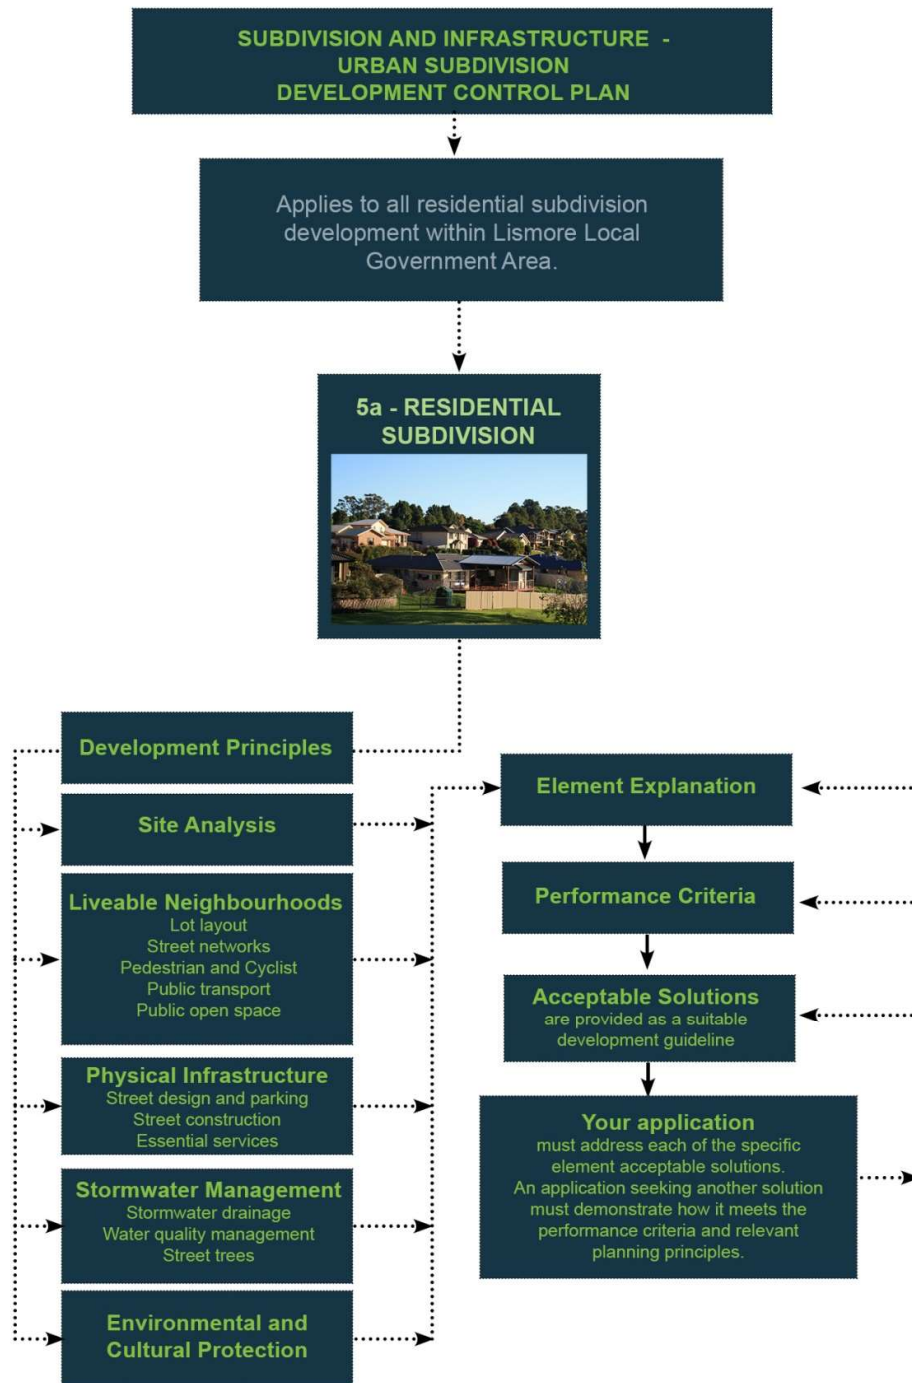 SUBDIVISION AND INFRASTRUCTURE -
URBAN SUBDIVISION
DEVELOPMENT CONTROL PLAN
Applies to all residential subdivision
development within Lismore Local
Government Area.
5a - RESIDENTIAL
SUBDIVISION
Development Principles
Site Analysis
Liveable Neighbourhoods
Lot layout
Street networks
Pedestrian and Cyclist
Public transport
Public open space
Physical Infrastructure
Street design and parking
Street construction
Essential services
Stormwater Management
Stormwater drainage
Water quality management
Street trees
Environmental and
Cultural Protection
Element Explanation
Performance Criteria
Acceptable Solutions
are provided as a suitable
development guideline
Your application
must address each of the specific
element acceptable solutions.
An application seeking another solution
must demonstrate how it meets the
performance criteria and relevant
planning principles.